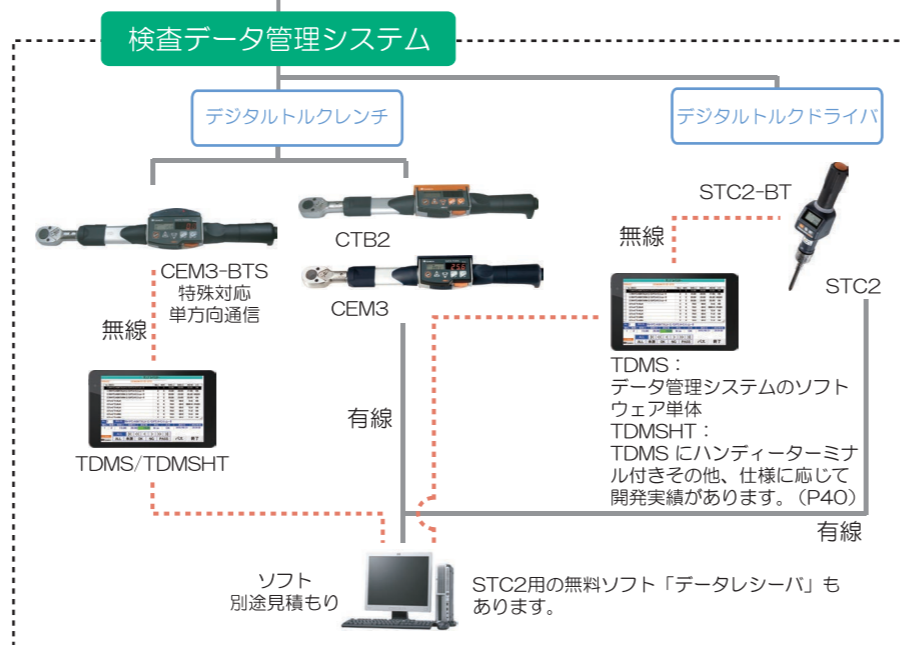 検査データ管理システム
デジタルトルクレンチ
デジタルトルクドライバ
STC2-BT
無線
CTB2
CEM3-BTS
特殊対応
単方向通信
CEM3
STC2
無線
有線
TDMS：
データ管理システムのソフト
ウェア単体
TDMSHT：
TDMS にハンディーターミナ
ル付きその他、仕様に応じて
開発実績があります。（P40）
TDMS/TDMSHT
有線
ソフト
別途見積もり
STC2用の無料ソフト「データレシーバ」も
あります。